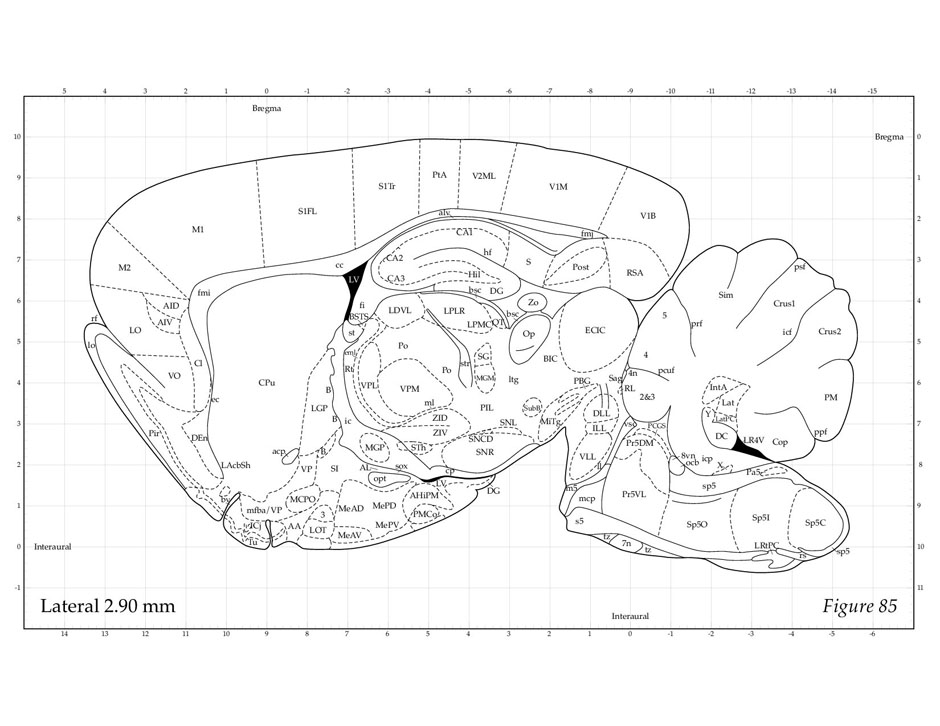 5 4 3 2 1 0 -1 -2 -3 -4 -5 -6 -7 -8 -9 -10 -11 -12 -13 -14 -15
Bregma
10 Bregma 0
PtA V2ML
9 S1Tr V1M 1
S1FL alv V1B
8 M1 CA1 fmj 2
hf
cc CA2 S Post
7 M2 LV CA3 Hil RSA psf 3
fmi bsc DG
6 AID fi Zo Sim Crus1 4
rf AIV BSTS LDVL LPLR bsc 5
LO st LPMC OT Op ECIC prf icf Crus2
5 lo Po 5
emj SG BIC 4
VO Cl Rt Po str pcuf
CPu MGM ltg PBG Sag 4n
6 VPL VPM RL IntA PM 6
ec B 2&3 Lat
LGP ml PIL SubB DLL Y LatPC
7 Pir B ic ZID SNL MiTg ILL vsc PCGS ppf 7
DEn ZIV SNCD Pr5DM DC LR4V Cop
acp B MGP STh SNR VLL 8vn icp X
8 LAcbSh VP SI AL sox cp ll ocb Pa5 8
opt LV DG m5 sp5
MCPO AHiPM mcp Pr5VL
1 mfba VP MeAD MePD 9
3 PMCo s5 Sp5O Sp5I Sp5C
ICj AA LOT MePV
Tu MeAV tz 7n tz LRtPC rs sp5
Interaural 0 10
-1 11
Lateral 2.90 mm Figure 85
Interaural
14 13 12 11 10 9 8 7 6 5 4 3 2 1 0 -1 -2 -3 -4 -5 -6